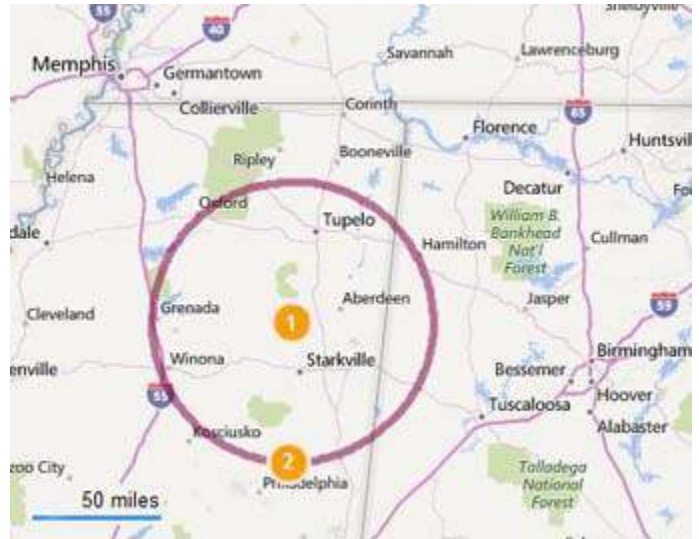 55
40
Shelbyville
Savannah
Lawrenceburg
Memphis
Germantown
Collierville
Corinth
65
Florence
Huntsvil
Ripley
Booneville
Helena
Decatur
Oxford
Tupelo
William B.
Bankhead
Nat'l
Forest
dale
Hamilton
Cullman
Cleveland
Grenada
1
Aberdeen
Jasper
59
enville
Winona
Starkville
Birmingham
Bessemer
55
Hoover
Tuscaloosa
Alabaster
Kosciusko
2
zoo City
Philadelphia
Talladega
National
Forest
50 miles